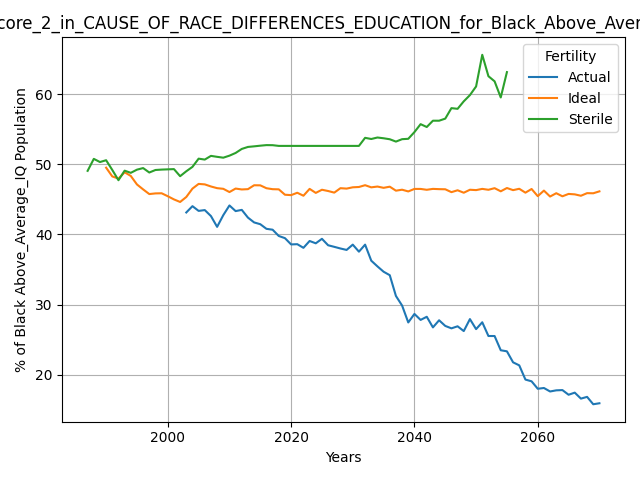 core_2_in_CAUSE_OF_RACE_DIFFERENCES_EDUCATION_for_Black_Above_Aver
Fertility
Actual
Ideal
Sterile
% of Black Above_Average_IQ Population
60
50
40
30
20
2000
2020
2040
2060
Years